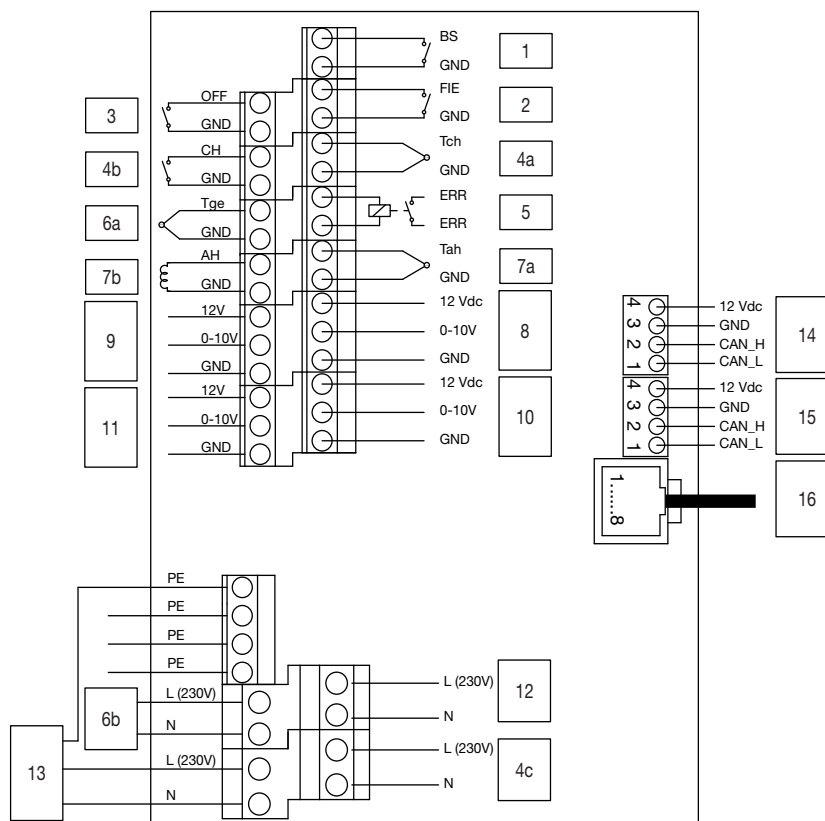 BS
GND
1
FIE
GND
2
OFF
GND
3
Tch
GND
4a
CH
GND
4b
ERR
ERR
5
Tge
GND
6a
Tah
GND
7a
AH
GND
7b
12 Vdc
0-10V
GND
8
12V
0-10V
GND
9
12 Vdc
0-10V
GND
10
12V
0-10V
GND
11
4 12 Vdc
3 GND
2 CAN_H
1 CAN_L
14
4 12 Vdc
3 GND
2 CAN_H
1 CAN_L
15
1......8
16
PE
PE
PE
PE
L (230V)
N
6b
L (230V)
N
13
L (230V)
N
12
L (230V)
N
4c